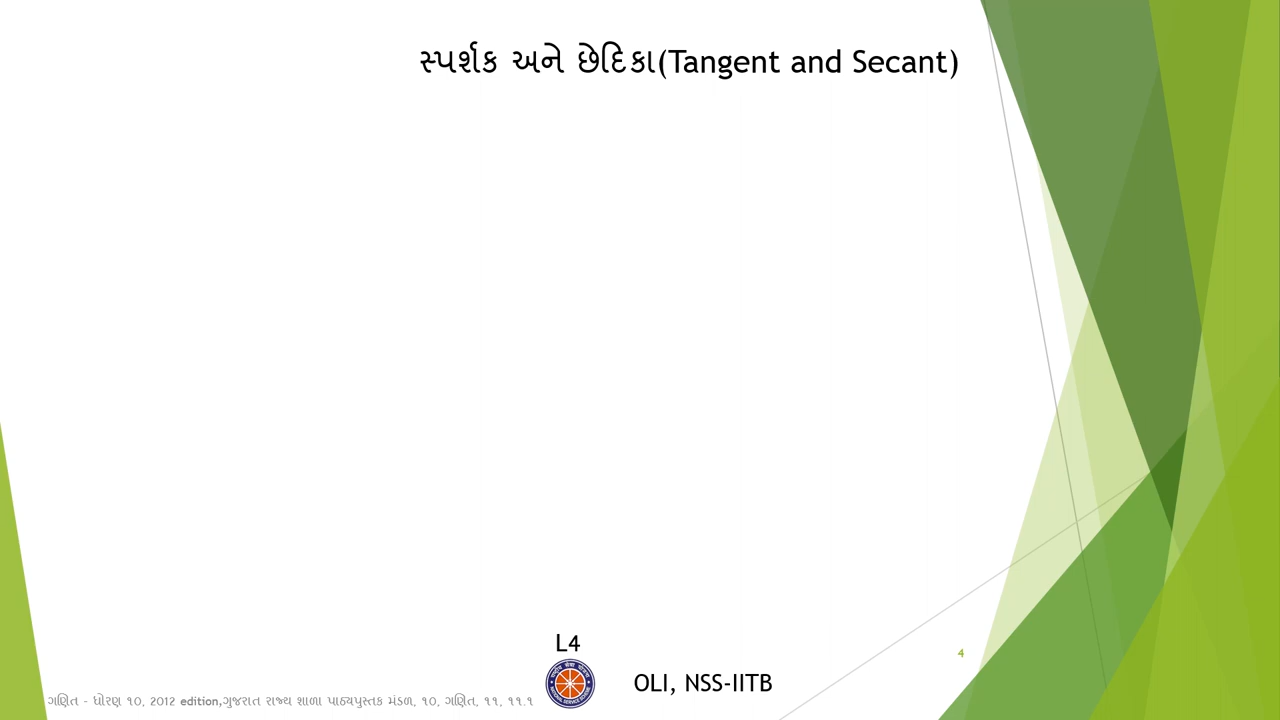 સ્પર્શક અને છેદિકા(Tangent and Secant)
L4
4
OLI, NSS-IITB
ગણિત - ધોરણ ૧૦, 2012 edition,ગુજરાત રાજ્ય શાળા પાઠ્યપુસ્તક મંડળ, ૧૦, ગણિત, ૧૧, ૧૧.૧